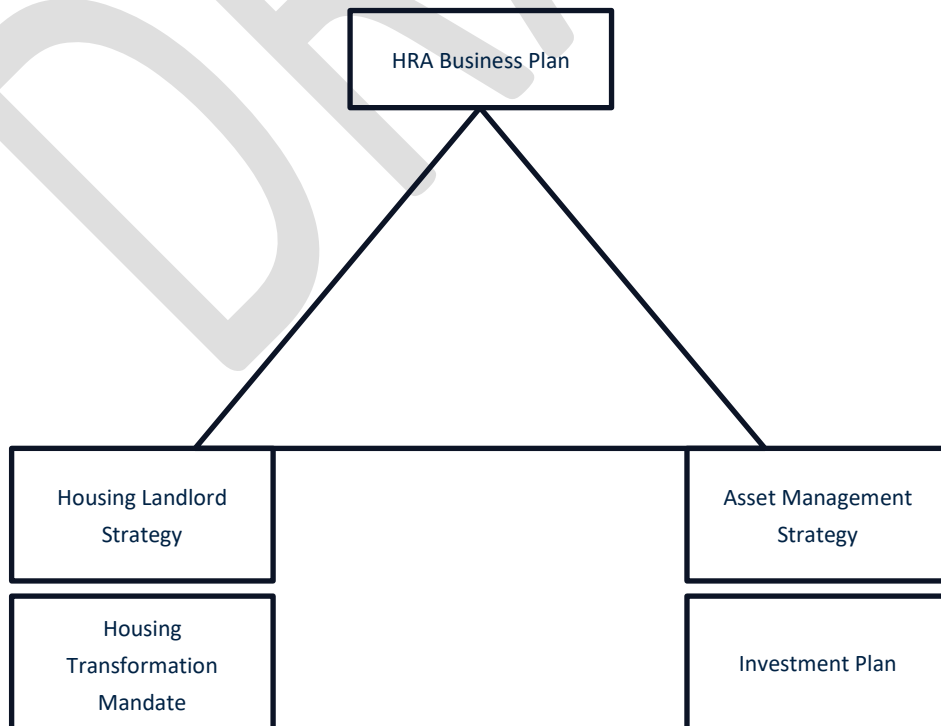 HRA Business Plan
Housing Landlord
Strategy
Asset Management
Strategy
Housing
Transformation
Mandate
Investment Plan